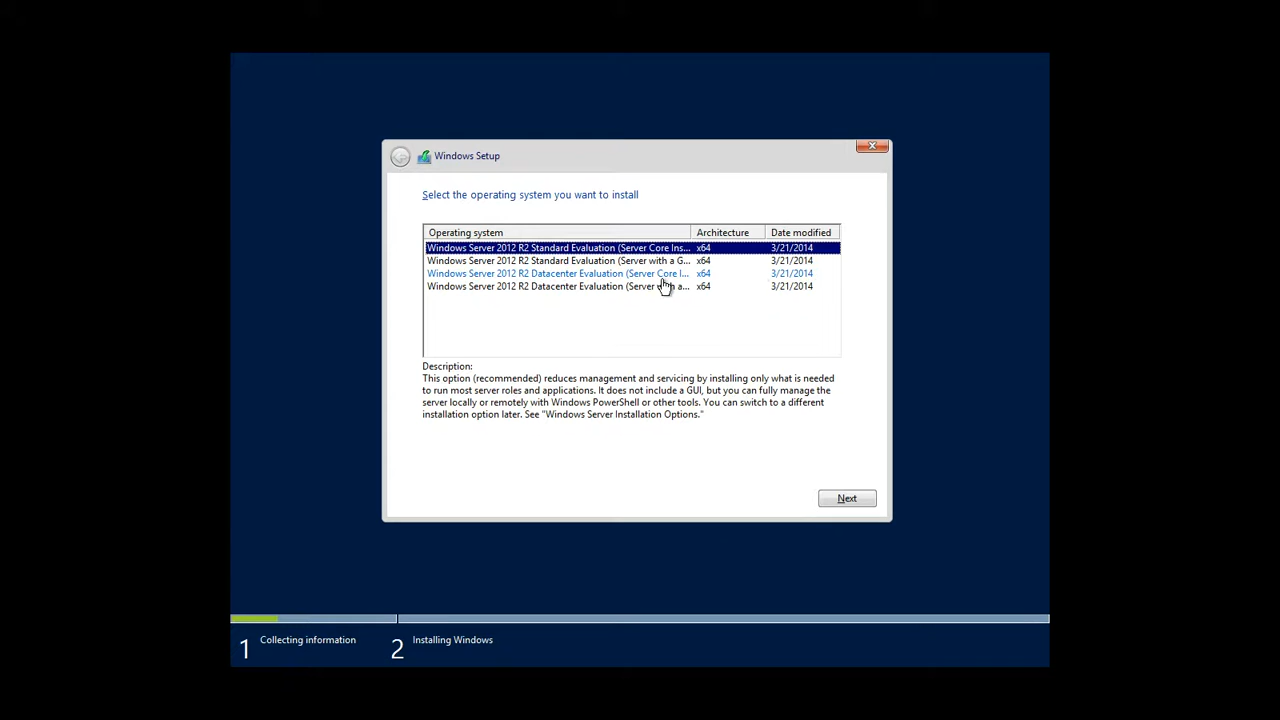 Windows Setup
Select the operating system you want to install
Operating system Architecture Date modified
Windows Server 2012 R2 Standard Evaluation (Server Core Ins... x64 3/21/2014
Windows Server 2012 R2 Standard Evaluation (Server with a G... x64 3/21/2014
Windows Server 2012 R2 Datacenter Evaluation (Server Core I... x64 3/21/2014
Windows Server 2012 R2 Datacenter Evaluation (Server with a... x64 3/21/2014
Description:
This option (recommended) reduces management and servicing by installing only what is needed
to run most server roles and applications. It does not include a GUI, but you can fully manage the
server locally or remotely with Windows PowerShell or other tools. You can switch to a different
installation option later. See "Windows Server Installation Options."
Next
1 Collecting information 2 Installing Windows